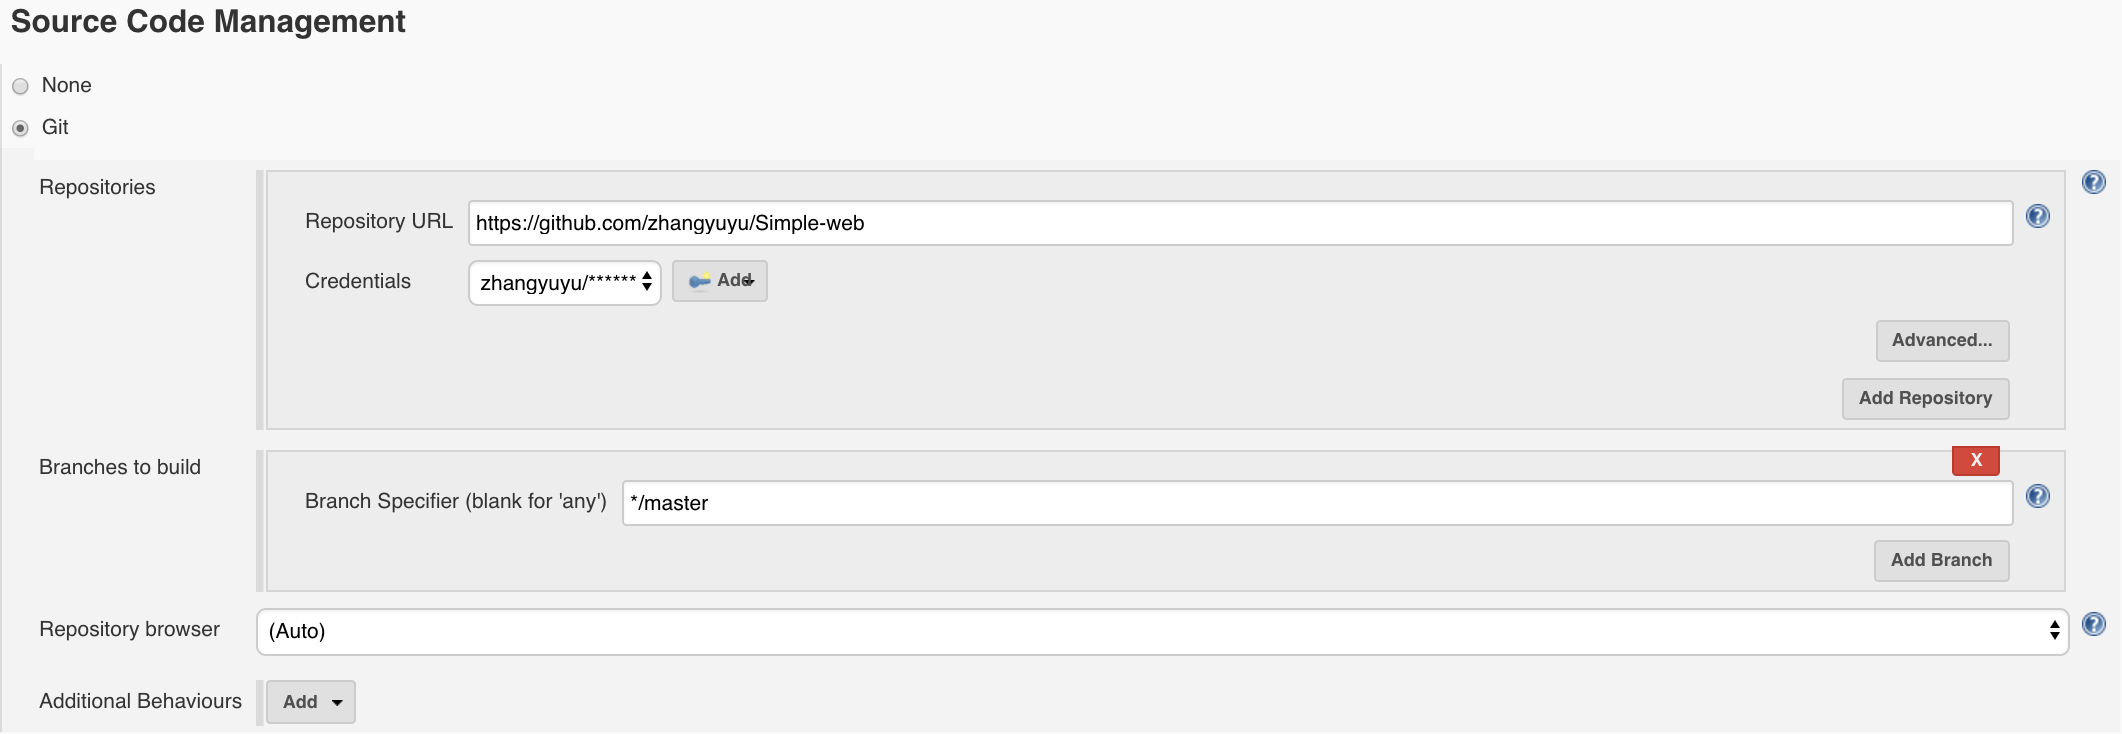 Source Code Management
None
Git
Repositories
Repository URL https://github.com/zhangyuyu/Simple-web
Credentials zhangyuyu/****** Add
Advanced...
Add Repository
Branches to build
X
Branch Specifier (blank for 'any') */master
Add Branch
Repository browser (Auto)
Additional Behaviours Add